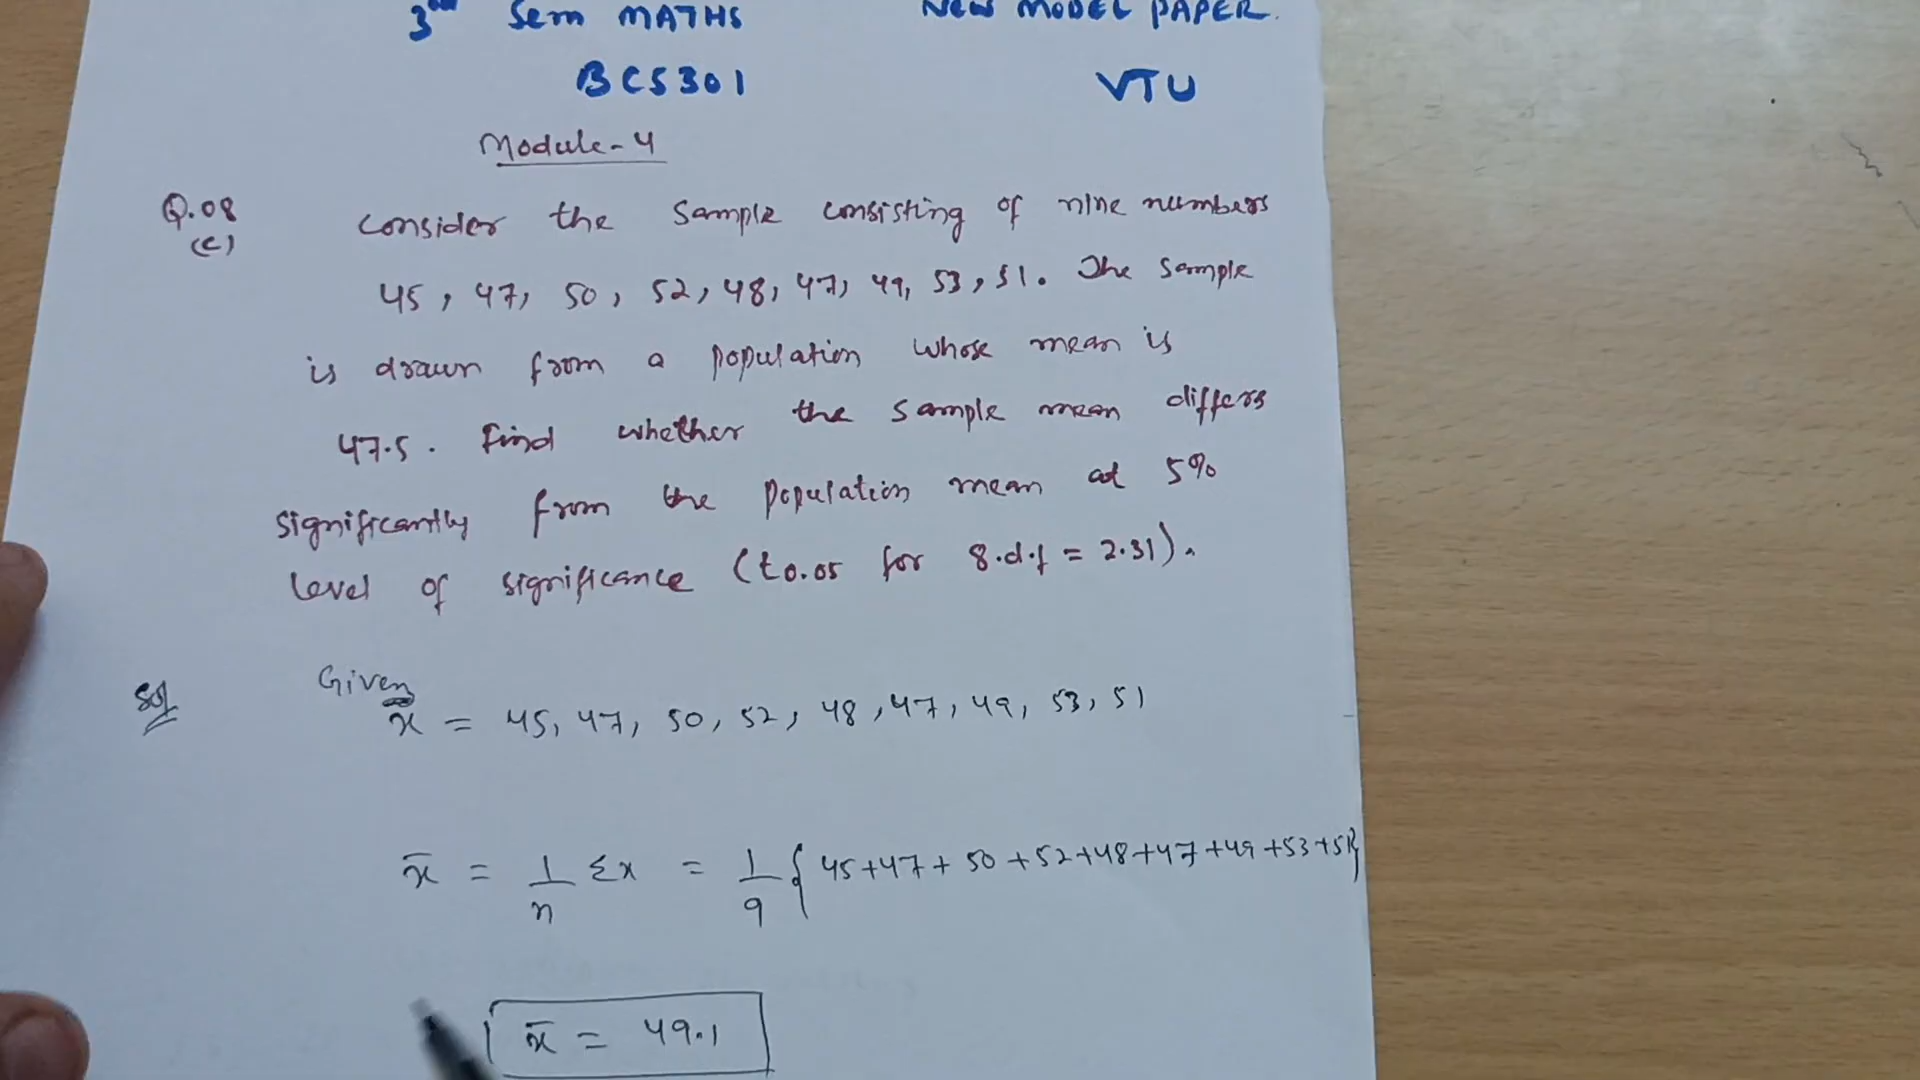 3rd Sem MATHS NEW MODEL PAPER.
BCS301 VTU
Module-4
Q.08 Consider the Sample consisting of nine numbers
(c)
45, 47, 50, 52, 48, 47, 49, 53, 51. The sample
is drawn from a population whose mean is
47.5. Find whether the sample mean differs
significantly from the population mean at 5%
level of significance (t0.05 for 8.d.f = 2.31).
Sol Given
x = 45, 47, 50, 52, 48, 47, 49, 53, 51
x̄ = 1/n Σx = 1/9 {45+47+50+52+48+47+49+53+51}
x̄ = 49.1